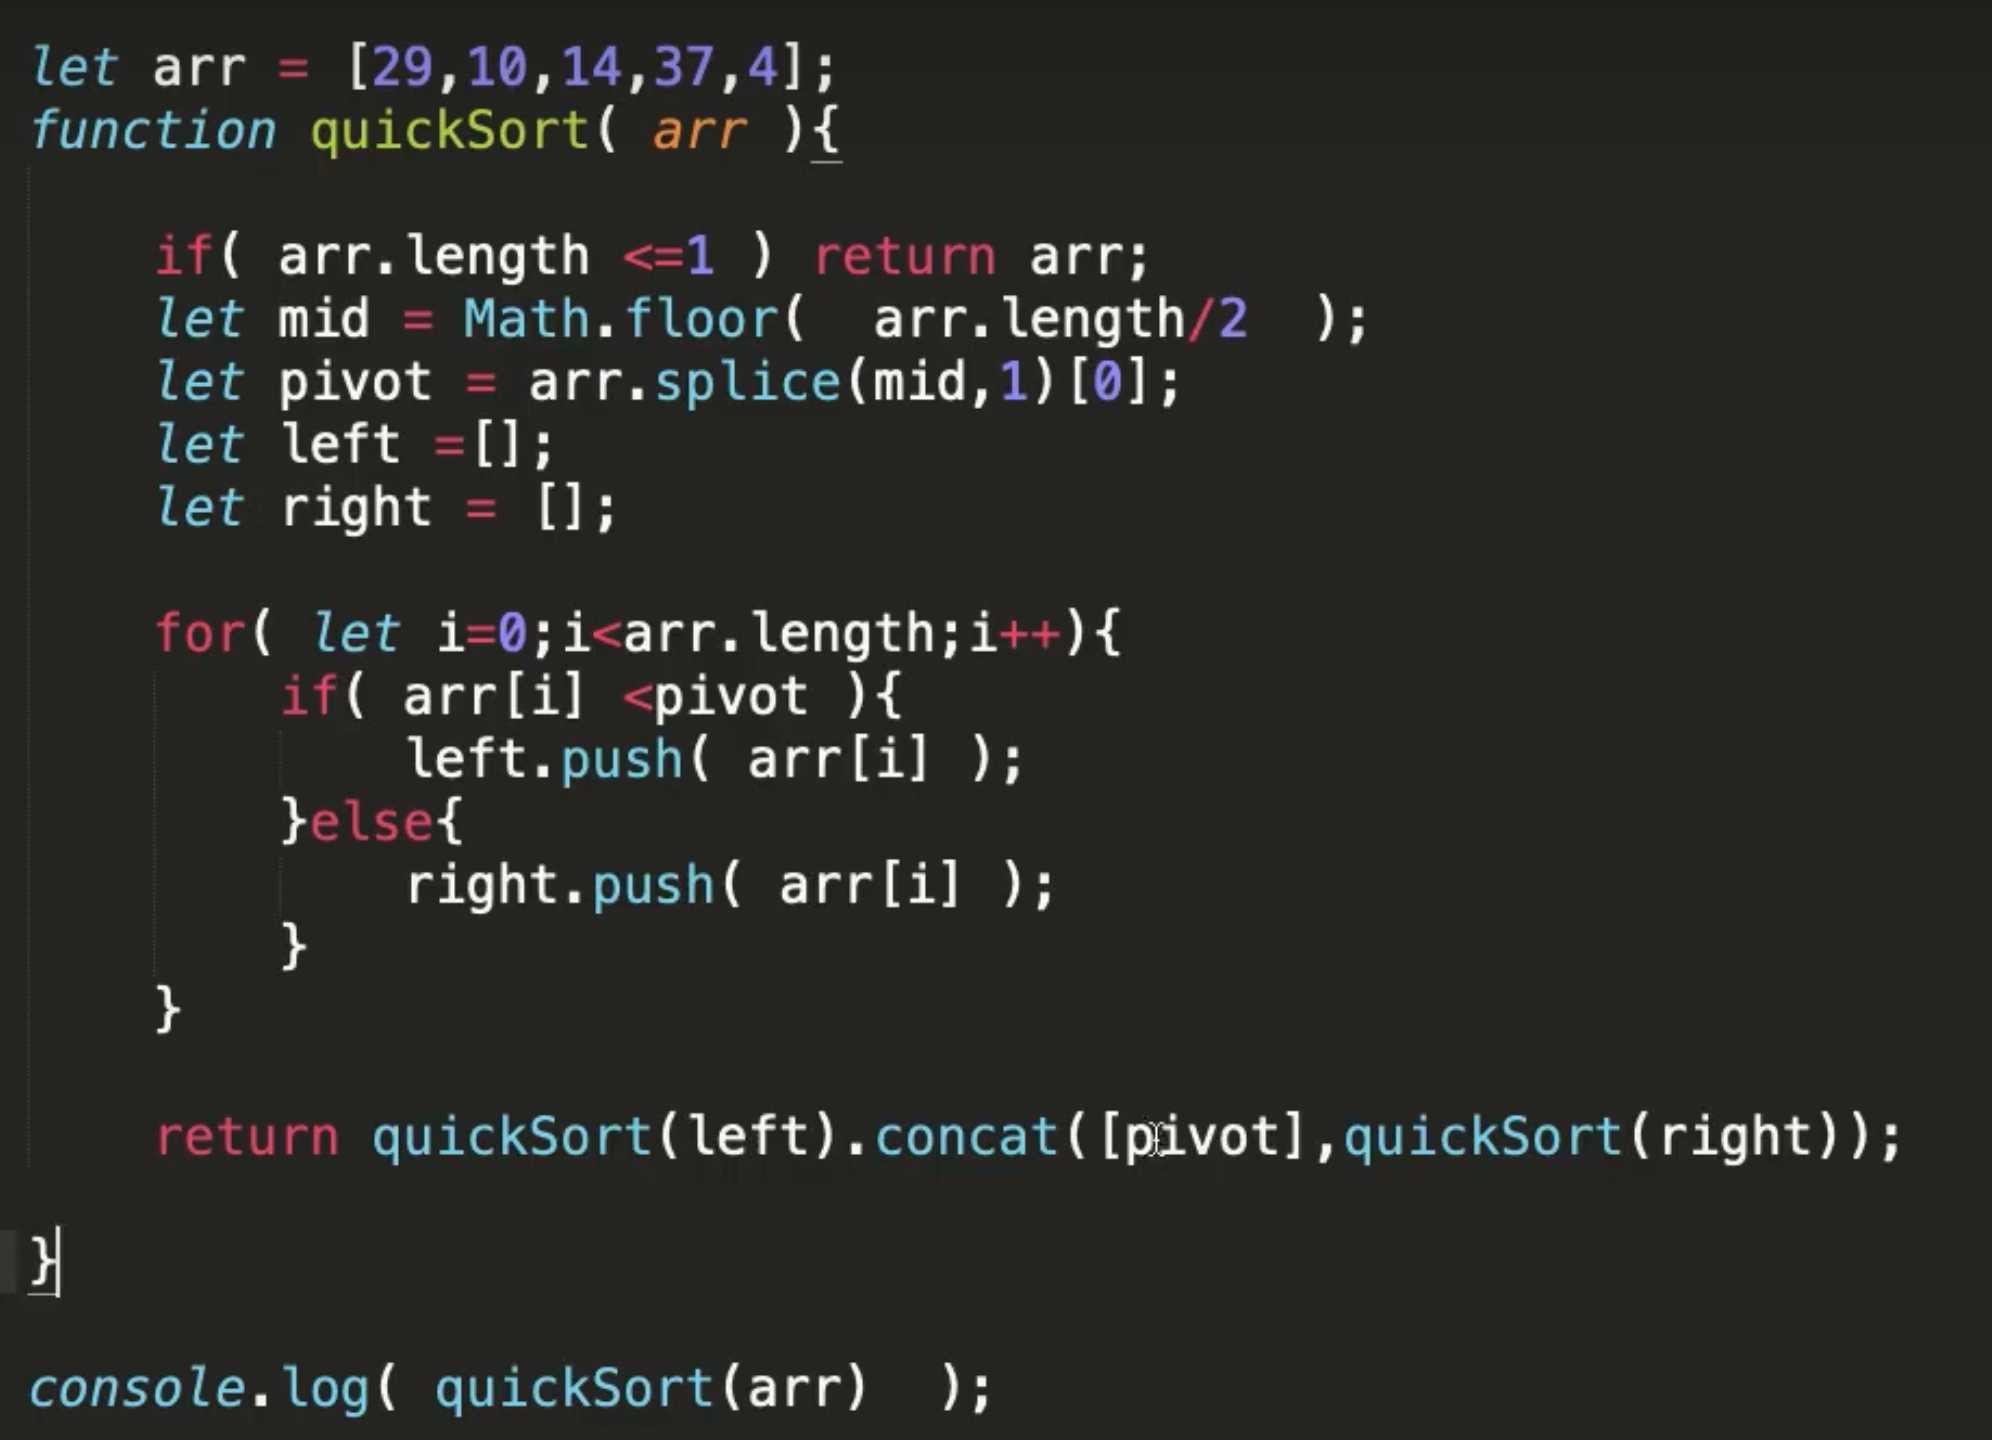 let arr = [29,10,14,37,4];
function quickSort( arr ){
if( arr.length <=1 ) return arr;
let mid = Math.floor(  arr.length/2  );
let pivot = arr.splice(mid,1)[0];
let left =[];
let right = [];
for( let i=0;i<arr.length;i++){
if( arr[i] <pivot ){
left.push( arr[i] );
}else{
right.push( arr[i] );
}
}
return quickSort(left).concat([pivot],quickSort(right));
}
console.log( quickSort(arr)  );